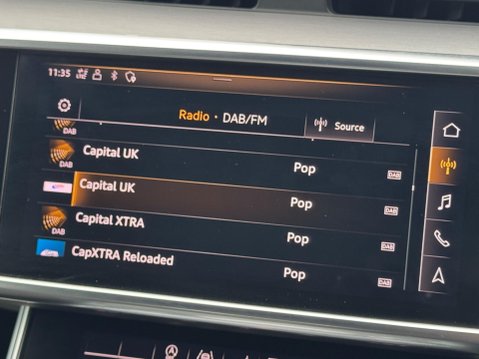 11:35 LTE
Radio · DAB/FM
Source
DAB
Capital UK
Pop
DAB
Capital UK
Pop
DAB
Capital XTRA
Pop
DAB
DAB
CapXTRA Reloaded
Pop
DAB